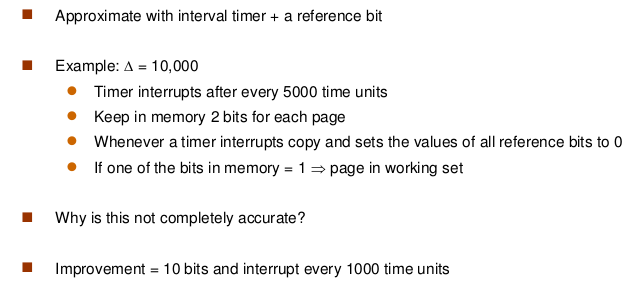 Approximate with interval timer + a reference bit
Example: Δ = 10,000
Timer interrupts after every 5000 time units
Keep in memory 2 bits for each page
Whenever a timer interrupts copy and sets the values of all reference bits to 0
If one of the bits in memory = 1 ⇒ page in working set
Why is this not completely accurate?
Improvement = 10 bits and interrupt every 1000 time units